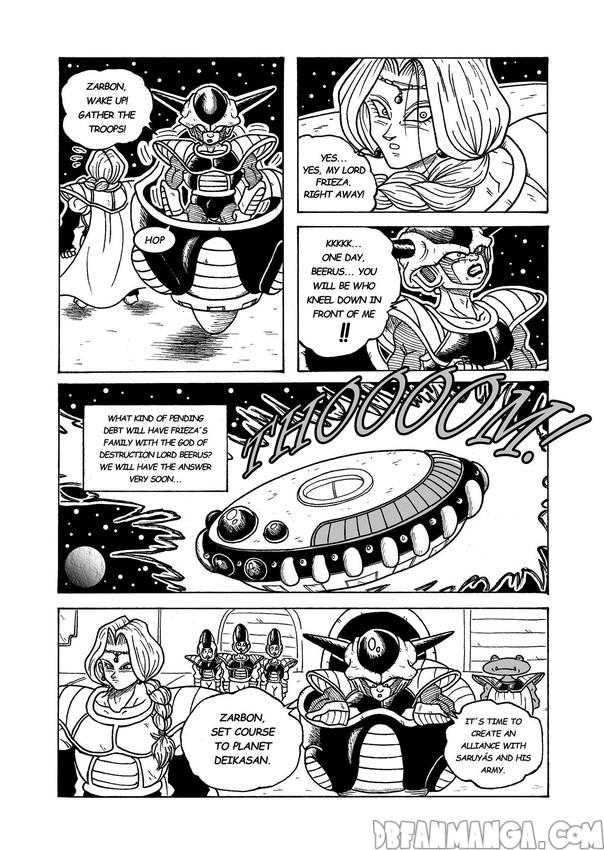 ZARBON,
WAKE UP!
GATHER THE
TROOPS!
HOP
YES...
YES, MY LORD
FRIEZA.
RIGHT AWAY!
KKKKK...
ONE DAY,
BEERUS... YOU
WILL BE WHO
KNEEL DOWN IN
FRONT OF ME
!!
WHAT KIND OF PENDING
DEBT WILL HAVE FRIEZA´S
FAMILY WITH THE GOD OF
DESTRUCTION LORD BEERUS?
WE WILL HAVE THE ANSWER
VERY SOON...
THOOOOOM!
ZARBON,
SET COURSE
TO PLANET
DEIKASAN.
IT´S TIME TO
CREATE AN
ALLIANCE WITH
SARUYÁS AND HIS
ARMY.
DBFANMANGA.COM